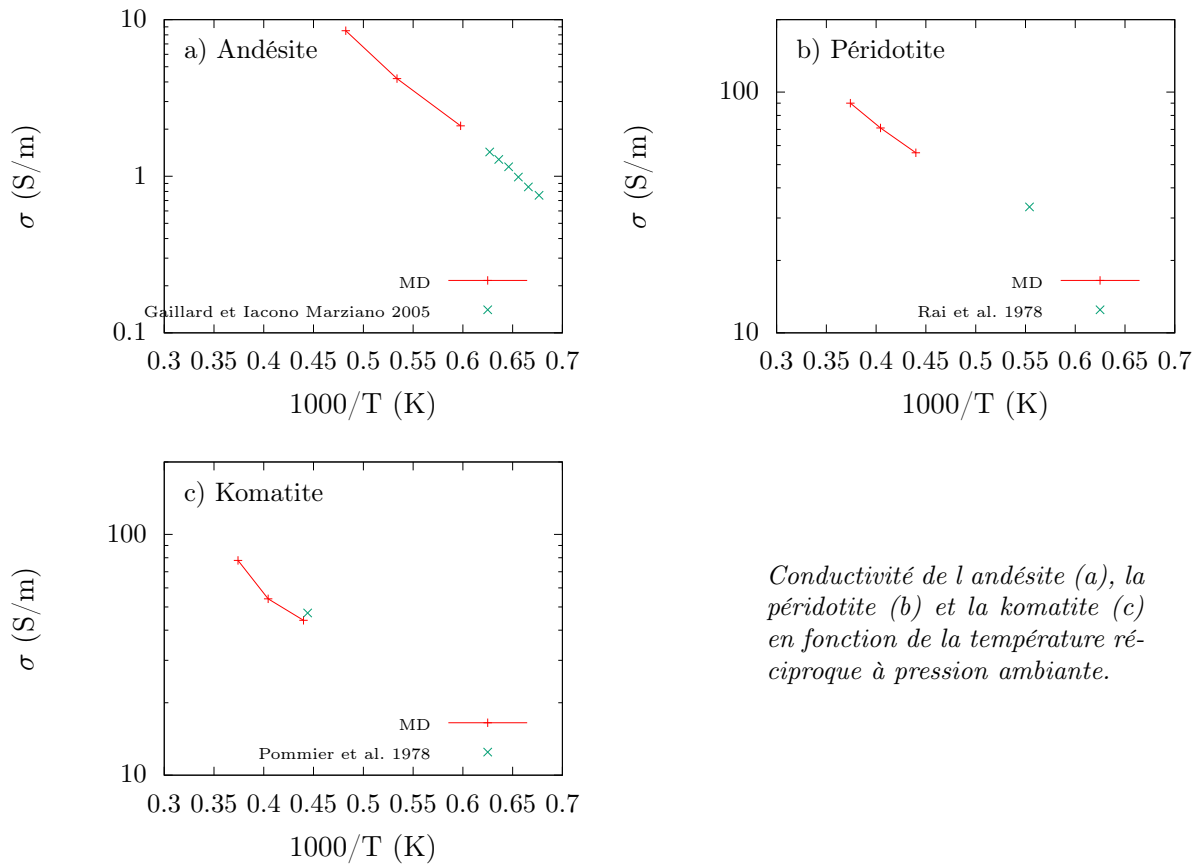 10
1
0.1
σ (S/m)
a) Andésite
MD
Gaillard et Iacono Marziano 2005
0.3 0.35 0.4 0.45 0.5 0.55 0.6 0.65 0.7
1000/T (K)
100
10
σ (S/m)
b) Péridotite
MD
Rai et al. 1978
0.3 0.35 0.4 0.45 0.5 0.55 0.6 0.65 0.7
1000/T (K)
100
10
σ (S/m)
c) Komatite
MD
Pommier et al. 1978
0.3 0.35 0.4 0.45 0.5 0.55 0.6 0.65 0.7
1000/T (K)
Conductivité de l andésite (a), la
péridotite (b) et la komatite (c)
en fonction de la température ré-
ciproque à pression ambiante.